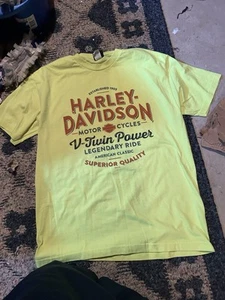 ESTABLISHED 1903
HARLEY-
DAVIDSON
MOTOR CYCLES
V-Twin Power
LEGENDARY RIDE
AMERICAN CLASSIC
SUPERIOR QUALITY